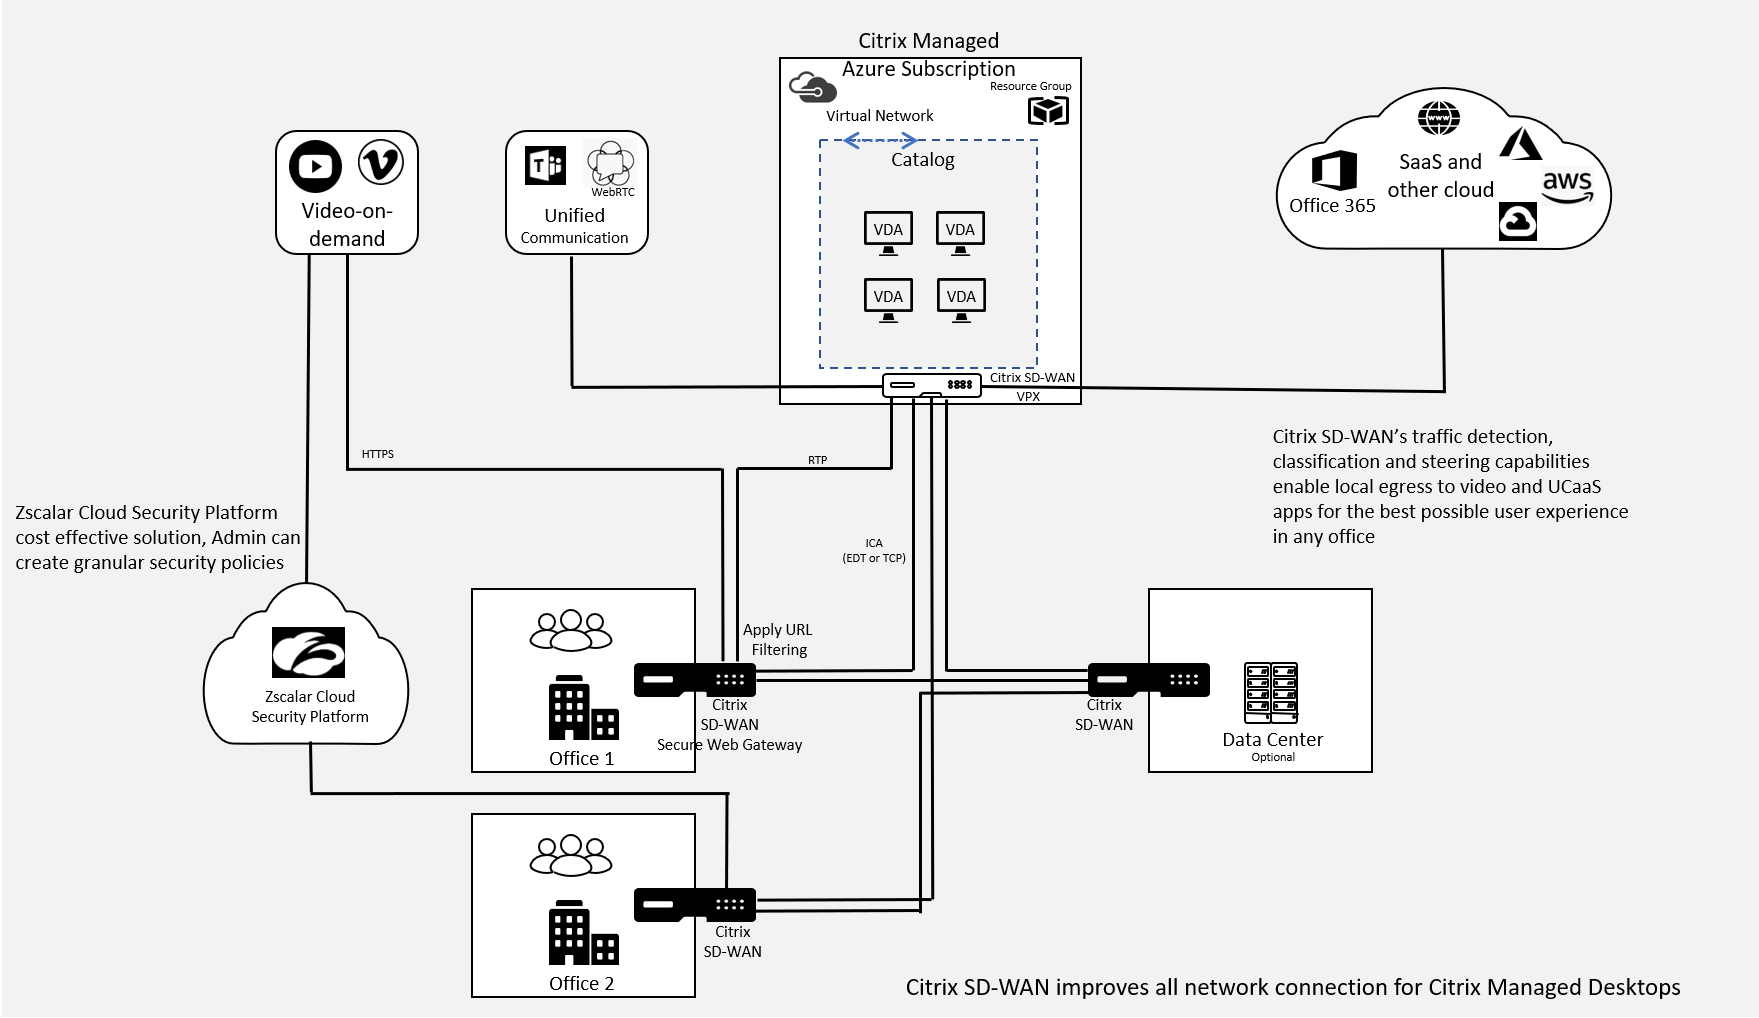 Citrix Managed
Azure Subscription
Resource Group
Virtual Network
Catalog
VDA
VDA
VDA
VDA
Citrix SD-WAN
VPX
Video-on-
demand
T
WebRTC
Unified
Communication
www
SaaS and
other cloud
Office 365
aws
HTTPS
RTP
ICA
(EDT or TCP)
Citrix SD-WAN’s traffic detection,
classification and steering capabilities
enable local egress to video and UCaaS
apps for the best possible user experience
in any office
Zscalar Cloud Security Platform
cost effective solution, Admin can
create granular security policies
Zscalar Cloud
Security Platform
Apply URL
Filtering
Citrix
SD-WAN
Secure Web Gateway
Office 1
Citrix
SD-WAN
Data Center
Optional
Citrix
SD-WAN
Office 2
Citrix SD-WAN improves all network connection for Citrix Managed Desktops